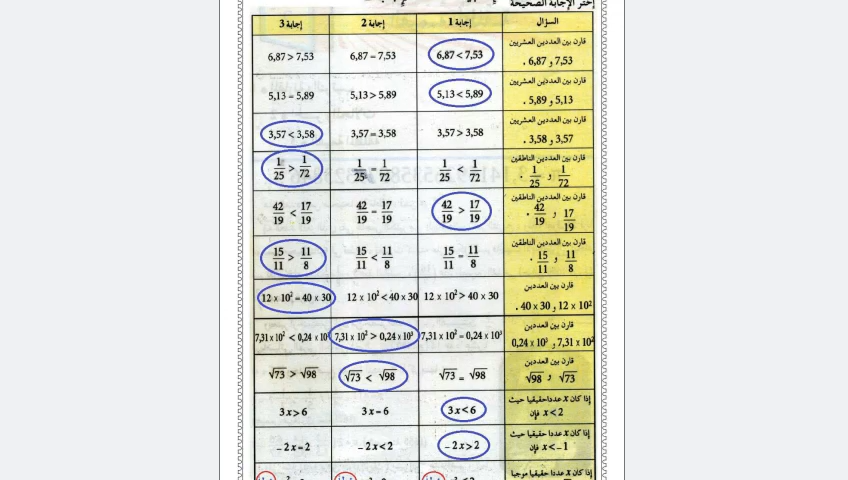 إختر الإجابة الصحيحة
السؤال
إجابة 1
إجابة 2
إجابة 3
قارن بين العددين العشريين
7,53 و 6,87 .
6,87 < 7,53
6,87 = 7,53
6,87 > 7,53
قارن بين العددين العشريين
5,13 و 5,89 .
5,13 < 5,89
5,13 > 5,89
5,13 = 5,89
قارن بين العددين العشريين
3,57 و 3,58 .
3,57 > 3,58
3,57 = 3,58
3,57 < 3,58
قارن بين العددين الناطقين
1/72 و 1/25 .
1/25 < 1/72
1/25 = 1/72
1/25 > 1/72
قارن بين العددين الناطقين
17/19 و 42/19 .
42/19 > 17/19
42/19 = 17/19
42/19 < 17/19
قارن بين العددين الناطقين
11/8 و 15/11 .
15/11 = 11/8
15/11 < 11/8
15/11 > 11/8
قارن بين العددين
12 x 10² و 40 x 30 .
12 x 10² > 40 x 30
12 x 10² < 40 x 30
12 x 10² = 40 x 30
قارن بين العددين
7,31 x 10² و 0,24 x 10³
7,31 x 10² = 0,24 x 10³
7,31 x 10² > 0,24 x 10³
7,31 x 10² < 0,24 x 10³
قارن بين العددين
√73 و √98
√73 = √98
√73 < √98
√73 > √98
إذا كان x عددا حقيقيا حيث
x < 2 فإن
3x < 6
3x = 6
3x > 6
إذا كان x عددا حقيقيا حيث
x < -1 فإن
-2x > 2
-2x < 2
-2x = 2
إذا كان x عددا حقيقيا موجبا